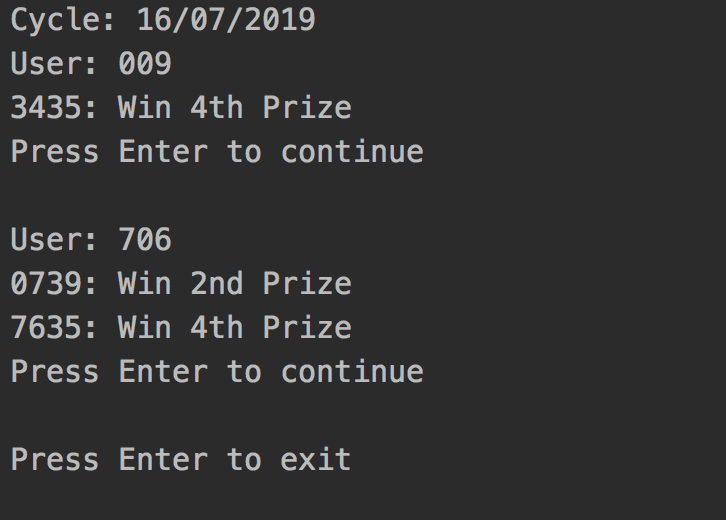 Cycle: 16/07/2019
User: 009
3435: Win 4th Prize
Press Enter to continue
User: 706
0739: Win 2nd Prize
7635: Win 4th Prize
Press Enter to continue
Press Enter to exit